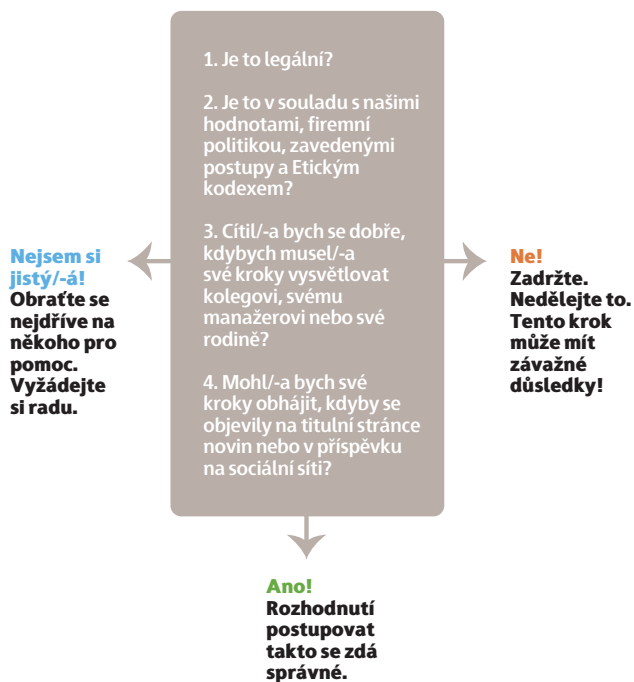 1. Je to legální?
2. Je to v souladu s našimi
hodnotami, firemní
politikou, zavedenými
postupy a Etickým
kodexem?
3. Cítil/-a bych se dobře,
kdybych musel/-a
své kroky vysvětlovat
kolegovi, svému
manažerovi nebo své
rodině?
4. Mohl/-a bych své
kroky obhájit, kdyby se
objevily na titulní stránce
novin nebo v příspěvku
na sociální síti?
Nejsem si
jistý/-á!
Obraťte se
nejdříve na
někoho pro
pomoc.
Vyžádejte
si radu.
Ne!
Zadržte.
Nedělejte to.
Tento krok
může mít
závažné
důsledky!
Ano!
Rozhodnutí
postupovat
takto se zdá
správné.